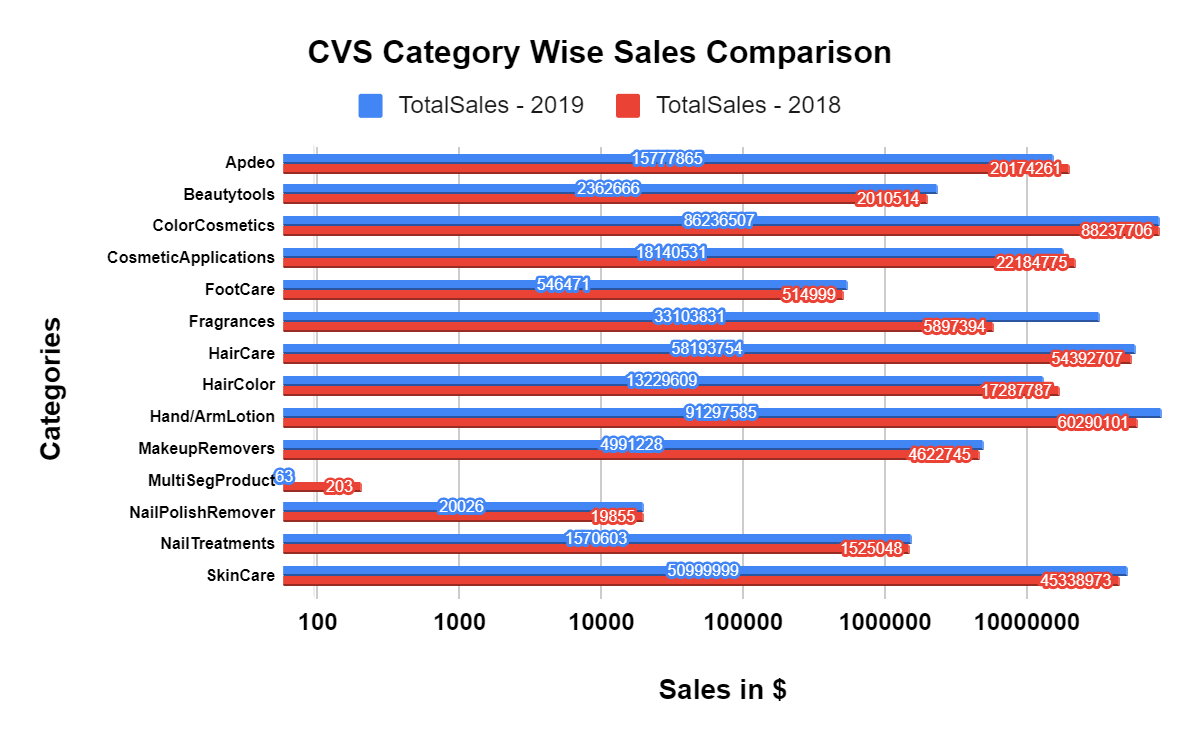 CVS Category Wise Sales Comparison
TotalSales - 2019 TotalSales - 2018
Apdeo 15777865 20174261
Beautytools 2362666 2010514
ColorCosmetics 86236507 88237706
CosmeticApplications 18140531 22184775
FootCare 546471 514999
Fragrances 33103831 5897394
HairCare 58193754 54392707
HairColor 13229609 17287787
Hand/ArmLotion 91297585 60290101
MakeupRemovers 4991228 4622745
MultiSegProduct 63 203
NailPolishRemover 20026 19855
NailTreatments 1570603 1525048
SkinCare 50999999 45338973
100 1000 10000 100000 1000000 10000000
Sales in $
Categories